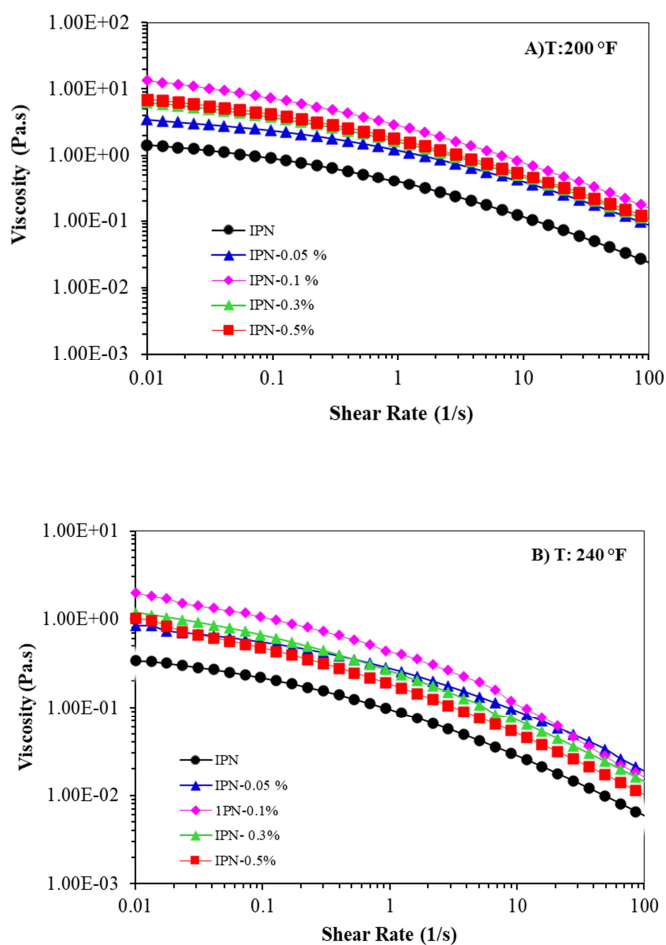 A)T:200 °F
1.00E+02
1.00E+01
1.00E+00
1.00E-01
1.00E-02
1.00E-03
Viscosity (Pa.s)
IPN
IPN-0.05 %
IPN-0.1 %
IPN-0.3%
IPN-0.5%
0.01 0.1 1 10 100
Shear Rate (1/s)
B) T: 240 °F
1.00E+01
1.00E+00
1.00E-01
1.00E-02
1.00E-03
Viscosity (Pa.s)
IPN
IPN-0.05 %
1PN-0.1%
IPN- 0.3%
IPN-0.5%
0.01 0.1 1 10 100
Shear Rate (1/s)